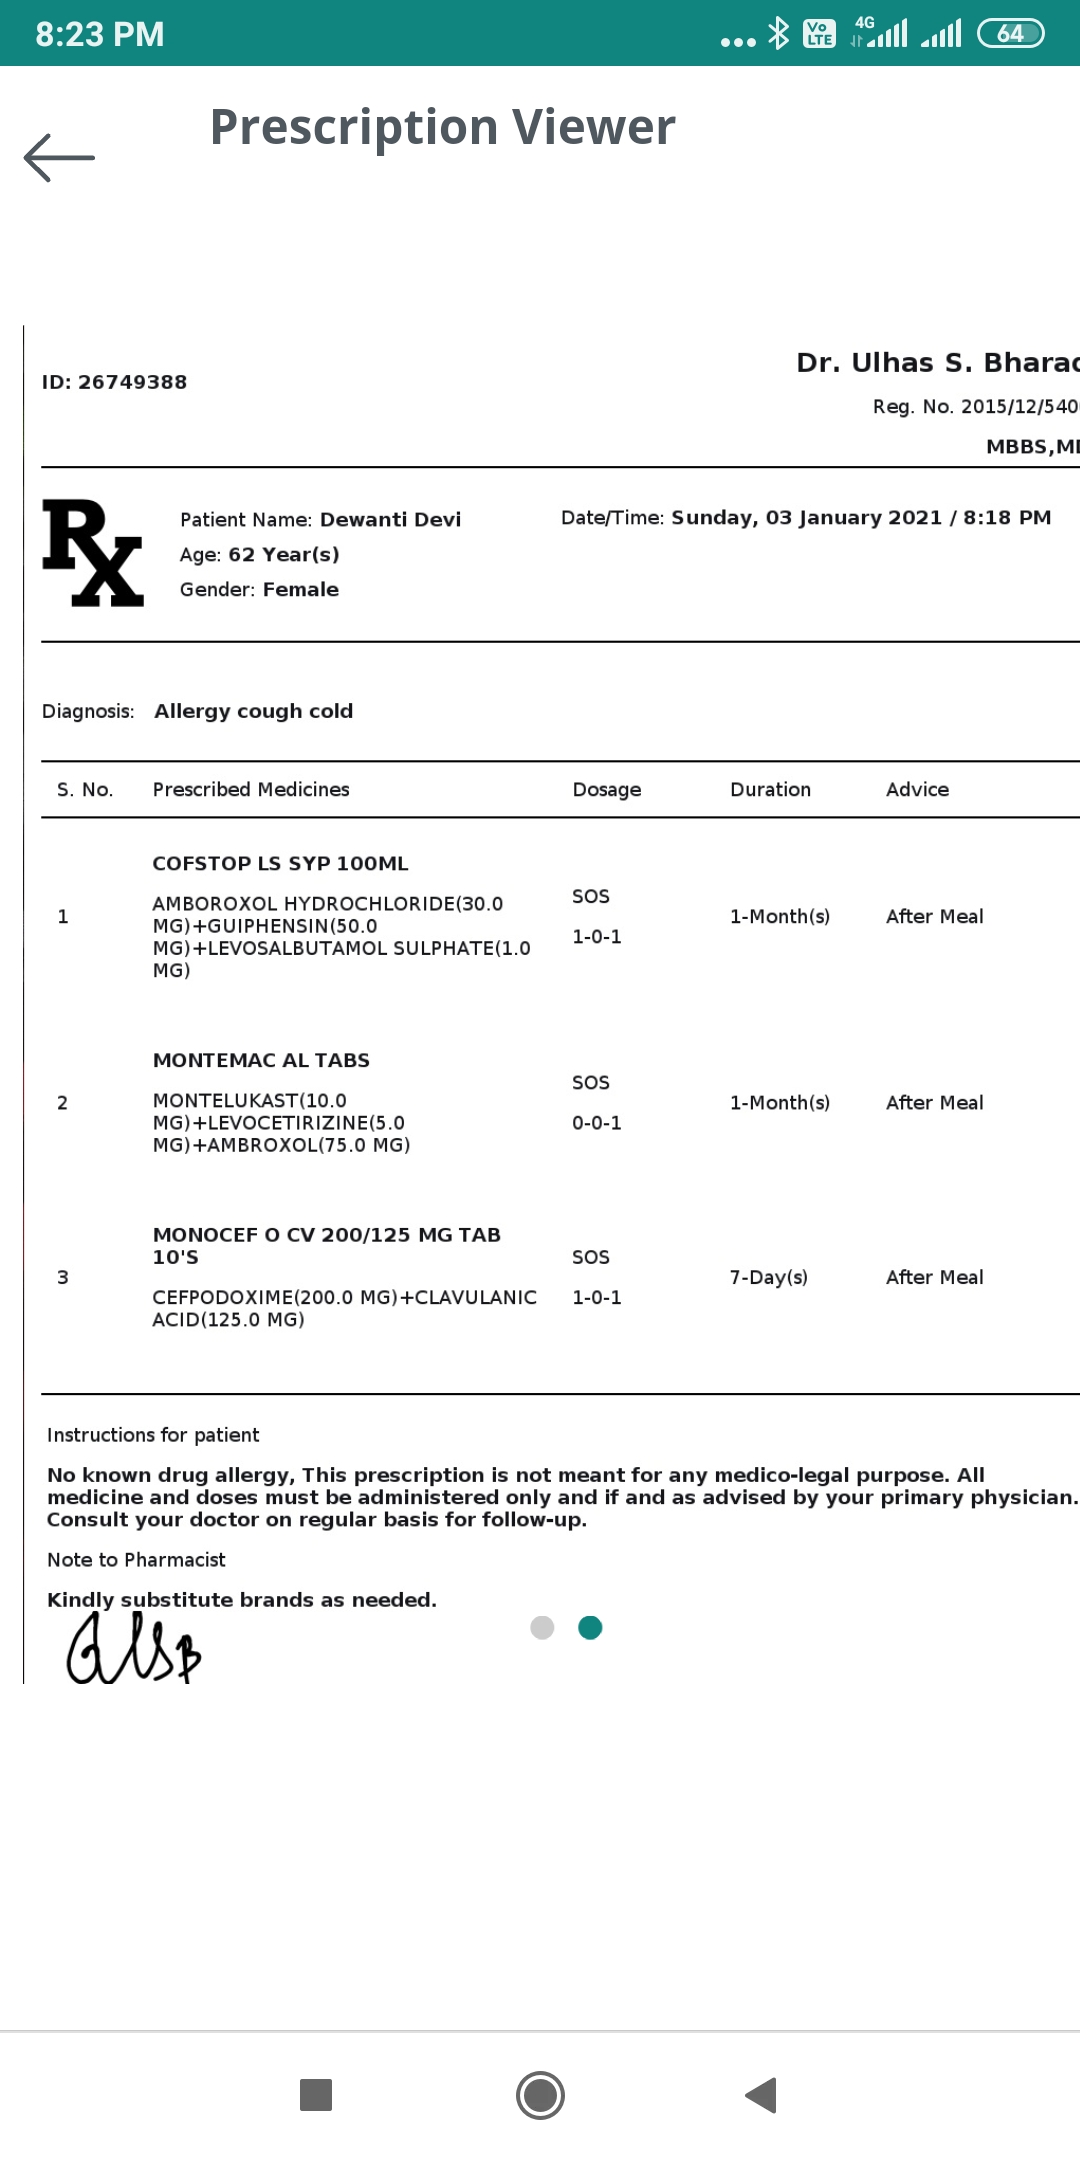 8:23 PM
Vo LTE 4G 64
Prescription Viewer
ID: 26749388
Dr. Ulhas S. Bharad
Reg. No. 2015/12/540
MBBS,MD
Rx
Patient Name: Dewanti Devi
Date/Time: Sunday, 03 January 2021 / 8:18 PM
Age: 62 Year(s)
Gender: Female
Diagnosis: Allergy cough cold
S. No. Prescribed Medicines Dosage Duration Advice
COFSTOP LS SYP 100ML
1
AMBOROXOL HYDROCHLORIDE(30.0
MG)+GUIPHENSIN(50.0
MG)+LEVOSALBUTAMOL SULPHATE(1.0
MG)
SOS
1-0-1
1-Month(s)
After Meal
MONTEMAC AL TABS
2
MONTELUKAST(10.0
MG)+LEVOCETIRIZINE(5.0
MG)+AMBROXOL(75.0 MG)
SOS
0-0-1
1-Month(s)
After Meal
MONOCEF O CV 200/125 MG TAB
10'S
3
CEFPODOXIME(200.0 MG)+CLAVULANIC
ACID(125.0 MG)
SOS
1-0-1
7-Day(s)
After Meal
Instructions for patient
No known drug allergy, This prescription is not meant for any medico-legal purpose. All
medicine and doses must be administered only and if and as advised by your primary physician.
Consult your doctor on regular basis for follow-up.
Note to Pharmacist
Kindly substitute brands as needed.